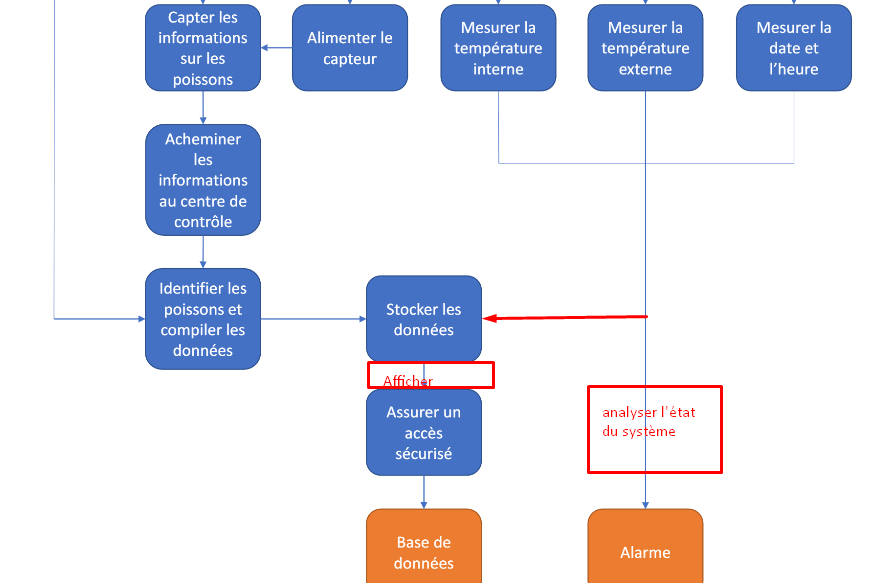 Capter les
informations
sur les
poissons
Alimenter le
capteur
Mesurer la
température
interne
Mesurer la
température
externe
Mesurer la
date et
l'heure
Acheminer
les
informations
au centre de
contrôle
Identifier les
poissons et
compiler les
données
Stocker les
données
Afficher
Assurer un
accès
sécurisé
analyser l'état
du système
Base de
données
Alarme